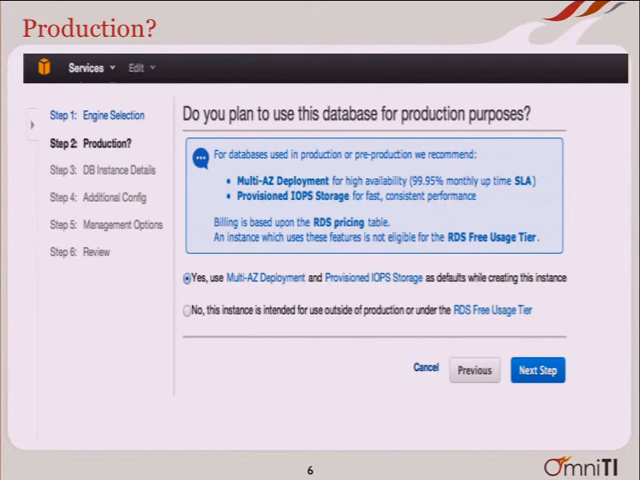 Production?
Services Edit
Step 1: Engine Selection
Step 2: Production?
Step 3: DB Instance Details
Step 4: Additional Config
Step 5: Management Options
Step 6: Review
Do you plan to use this database for production purposes?
For databases used in production or pre-production we recommend:
• Multi-AZ Deployment for high availability (99.95% monthly up time SLA)
• Provisioned IOPS Storage for fast, consistent performance
Billing is based upon the RDS pricing table.
An instance which uses these features is not eligible for the RDS Free Usage Tier.
Yes, use Multi-AZ Deployment and Provisioned IOPS Storage as defaults while creating this instance
No, this instance is intended for use outside of production or under the RDS Free Usage Tier
Cancel Previous Next Step
6
OmniTI